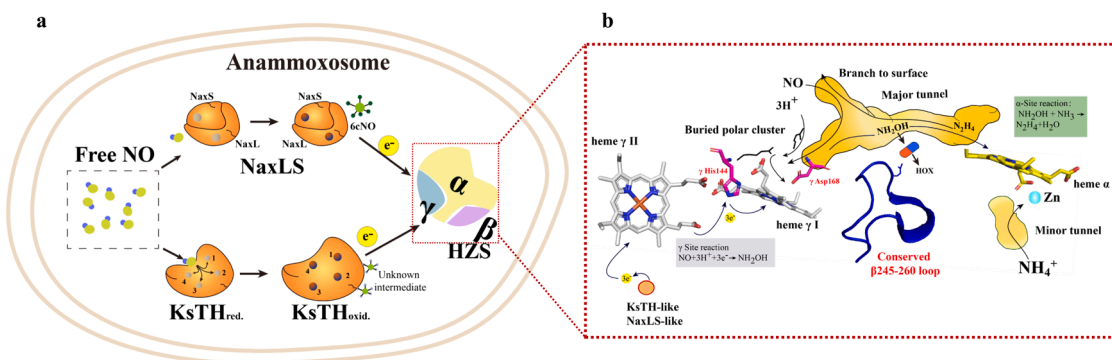 a
Anammoxosome
NaxS
NaxS
6cNO
NaxL
NaxL
e⁻
Free NO
NaxLS
α
γ
β
HZS
e⁻
1
2
3
4
1
2
3
4
Unknown
intermediate
KsTHred.
KsTHoxid.
b
NO
3H⁺
Branch to surface
Major tunnel
NH₂OH
N₂H₄
α-Site reaction:
NH₂OH + NH₃ →
N₂H₄+H₂O
Buried polar cluster
HOX
heme γ II
γ His144
γ Asp168
heme α
3e⁻
heme γ I
Zn
γ Site reaction
NO+3H⁺+3e⁻→NH₂OH
Minor tunnel
Conserved
β245-260 loop
NH₄⁺
3e⁻
KsTH-like
NaxLS-like